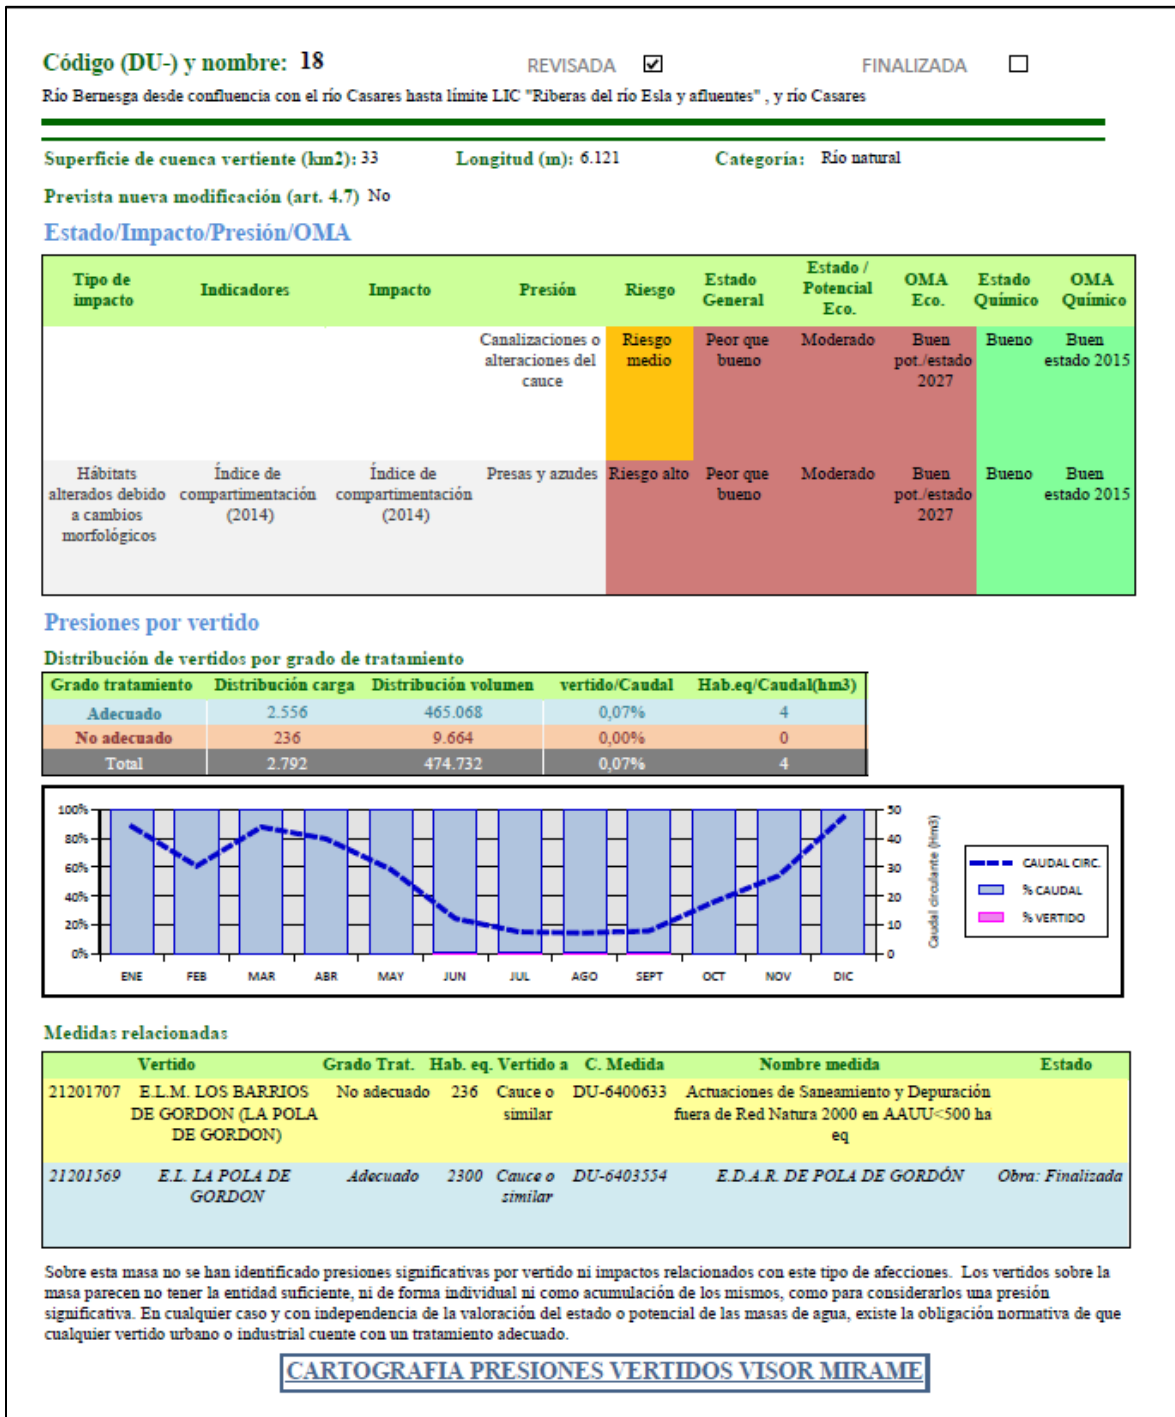 Código (DU-) y nombre: 18 REVISADA FINALIZADA
Río Bernesga desde confluencia con el río Casares hasta límite LIC "Riberas del río Esla y afluentes" , y río Casares
Superficie de cuenca vertiente (km2): 33 Longitud (m): 6.121 Categoría: Río natural
Prevista nueva modificación (art. 4.7) No
Estado/Impacto/Presión/OMA
Tipo de impacto Indicadores Impacto Presión Riesgo Estado General Estado / Potencial Eco. OMA Eco. Estado Químico OMA Químico
Canalizaciones o alteraciones del cauce Riesgo medio Peor que bueno Moderado Buen pot./estado 2027 Bueno Buen estado 2015
Hábitats alterados debido a cambios morfológicos Índice de compartimentación (2014) Índice de compartimentación (2014) Presas y azudes Riesgo alto Peor que bueno Moderado Buen pot./estado 2027 Bueno Buen estado 2015
Presiones por vertido
Distribución de vertidos por grado de tratamiento
Grado tratamiento Distribución carga Distribución volumen vertido/Caudal Hab.eq/Caudal(hm3)
Adecuado 2.556 465.068 0,07% 4
No adecuado 236 9.664 0,00% 0
Total 2.792 474.732 0,07% 4
100% 50
80% 40
60% 30
40% 20
20% 10
0% 0
Caudal circulante (Hm3)
ENE FEB MAR ABR MAY JUN JUL AGO SEPT OCT NOV DIC
CAUDAL CIRC.
% CAUDAL
% VERTIDO
Medidas relacionadas
Vertido Grado Trat. Hab. eq. Vertido a C. Medida Nombre medida Estado
21201707 E.L.M. LOS BARRIOS DE GORDON (LA POLA DE GORDON) No adecuado 236 Cauce o similar DU-6400633 Actuaciones de Saneamiento y Depuración fuera de Red Natura 2000 en AAUU<500 ha eq
21201569 E.L. LA POLA DE GORDON Adecuado 2300 Cauce o similar DU-6403554 E.D.A.R. DE POLA DE GORDÓN Obra: Finalizada
Sobre esta masa no se han identificado presiones significativas por vertido ni impactos relacionados con este tipo de afecciones. Los vertidos sobre la
masa parecen no tener la entidad suficiente, ni de forma individual ni como acumulación de los mismos, como para considerarlos una presión
significativa. En cualquier caso y con independencia de la valoración del estado o potencial de las masas de agua, existe la obligación normativa de que
cualquier vertido urbano o industrial cuente con un tratamiento adecuado.
CARTOGRAFIA PRESIONES VERTIDOS VISOR MIRAME